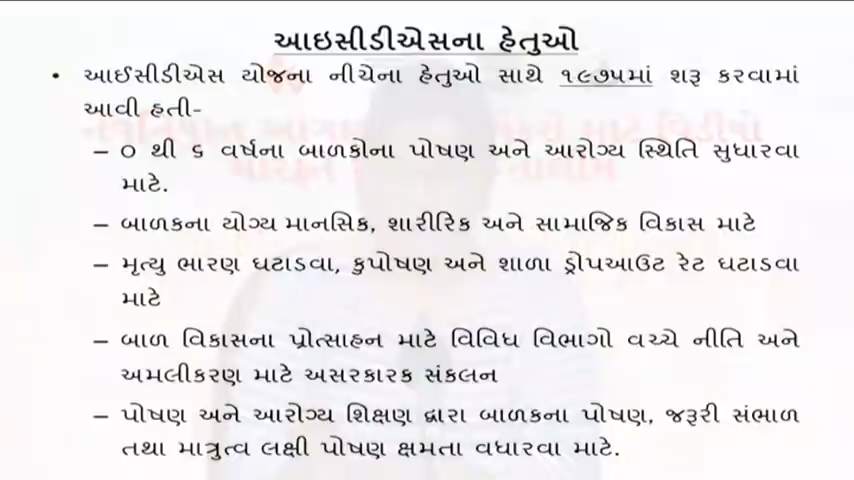 આઇસીડીએસના હેતુઓ
• આઈસીડીએસ યોજના નીચેના હેતુઓ સાથે ૧૯૭૫માં શરૂ કરવામાં
આવી હતી-
– ૦ થી ૬ વર્ષના બાળકોના પોષણ અને આરોગ્ય સ્થિતિ સુધારવા
માટે.
– બાળકના યોગ્ય માનસિક, શારીરિક અને સામાજિક વિકાસ માટે
– મૃત્યુ ભારણ ઘટાડવા, કુપોષણ અને શાળા ડ્રોપઆઉટ રેટ ઘટાડવા
માટે
– બાળ વિકાસના પ્રોત્સાહન માટે વિવિધ વિભાગો વચ્ચે નીતિ અને
અમલીકરણ માટે અસરકારક સંકલન
– પોષણ અને આરોગ્ય શિક્ષણ દ્વારા બાળકના પોષણ, જરૂરી સંભાળ
તથા માત્રુત્વ લક્ષી પોષણ ક્ષમતા વધારવા માટે.